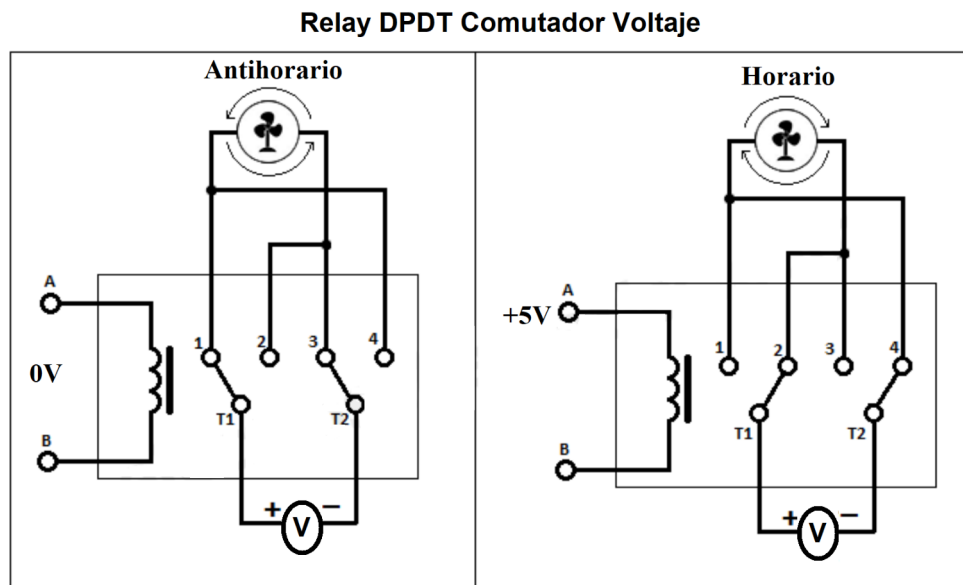 Relay DPDT Comutador Voltaje
Antihorario
A
0V
B
1
2
3
4
T1
T2
+
V
−
Horario
A
+5V
B
1
2
3
4
T1
T2
+
V
−